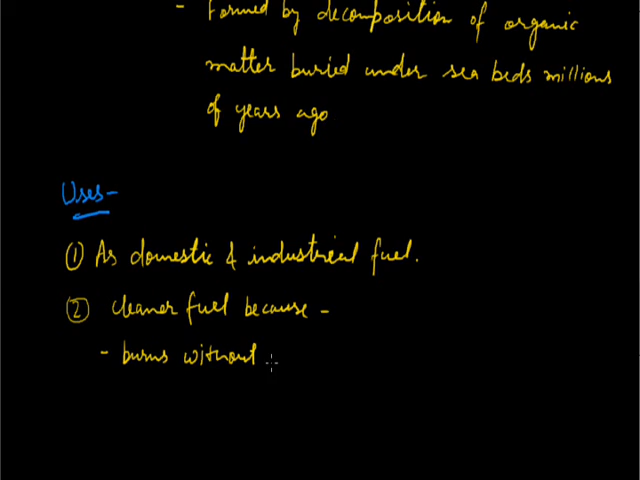 - Formed by decomposition of organic
matter buried under sea beds millions
of years ago
Uses-
① As domestic & industrial fuel.
② cleaner fuel because -
- burns without